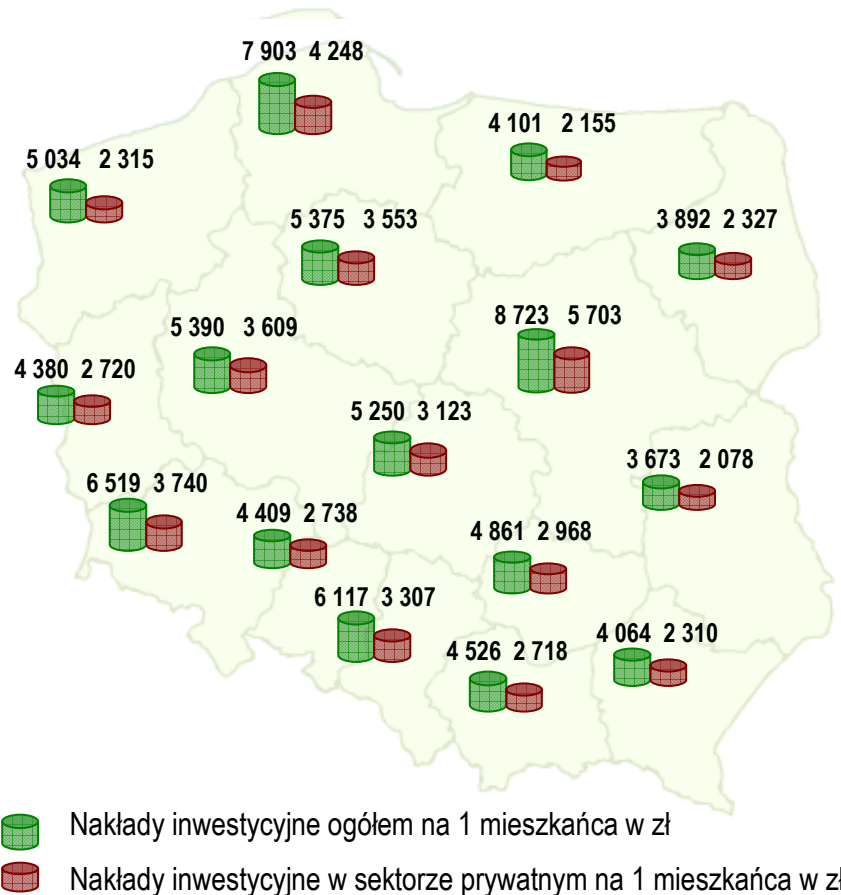 7 903 4 248
4 101 2 155
5 034 2 315
5 375 3 553
3 892 2 327
8 723 5 703
5 390 3 609
4 380 2 720
5 250 3 123
3 673 2 078
6 519 3 740
4 409 2 738
4 861 2 968
6 117 3 307
4 064 2 310
4 526 2 718
Nakłady inwestycyjne ogółem na 1 mieszkańca w zł
Nakłady inwestycyjne w sektorze prywatnym na 1 mieszkańca w zł